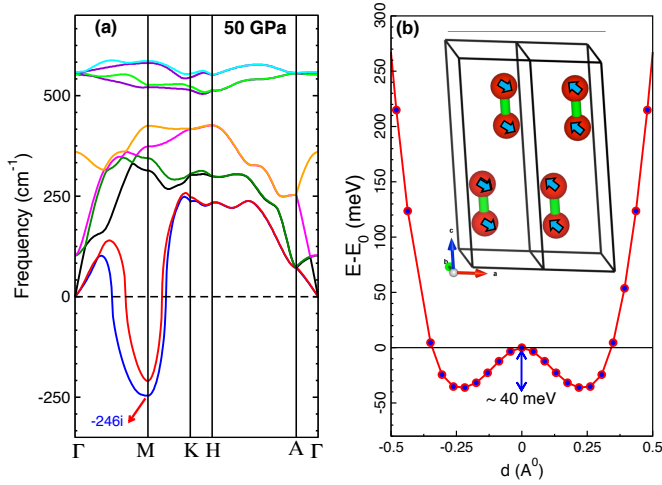 (a)
50 GPa
Frequency (cm⁻¹)
500
250
0
-250
-246i
Γ
M
K
H
A
Γ
(b)
E-E₀ (meV)
250
200
150
100
50
0
-50
c
b
a
~ 40 meV
-0.5
-0.25
0
0.25
0.5
d (A⁰)